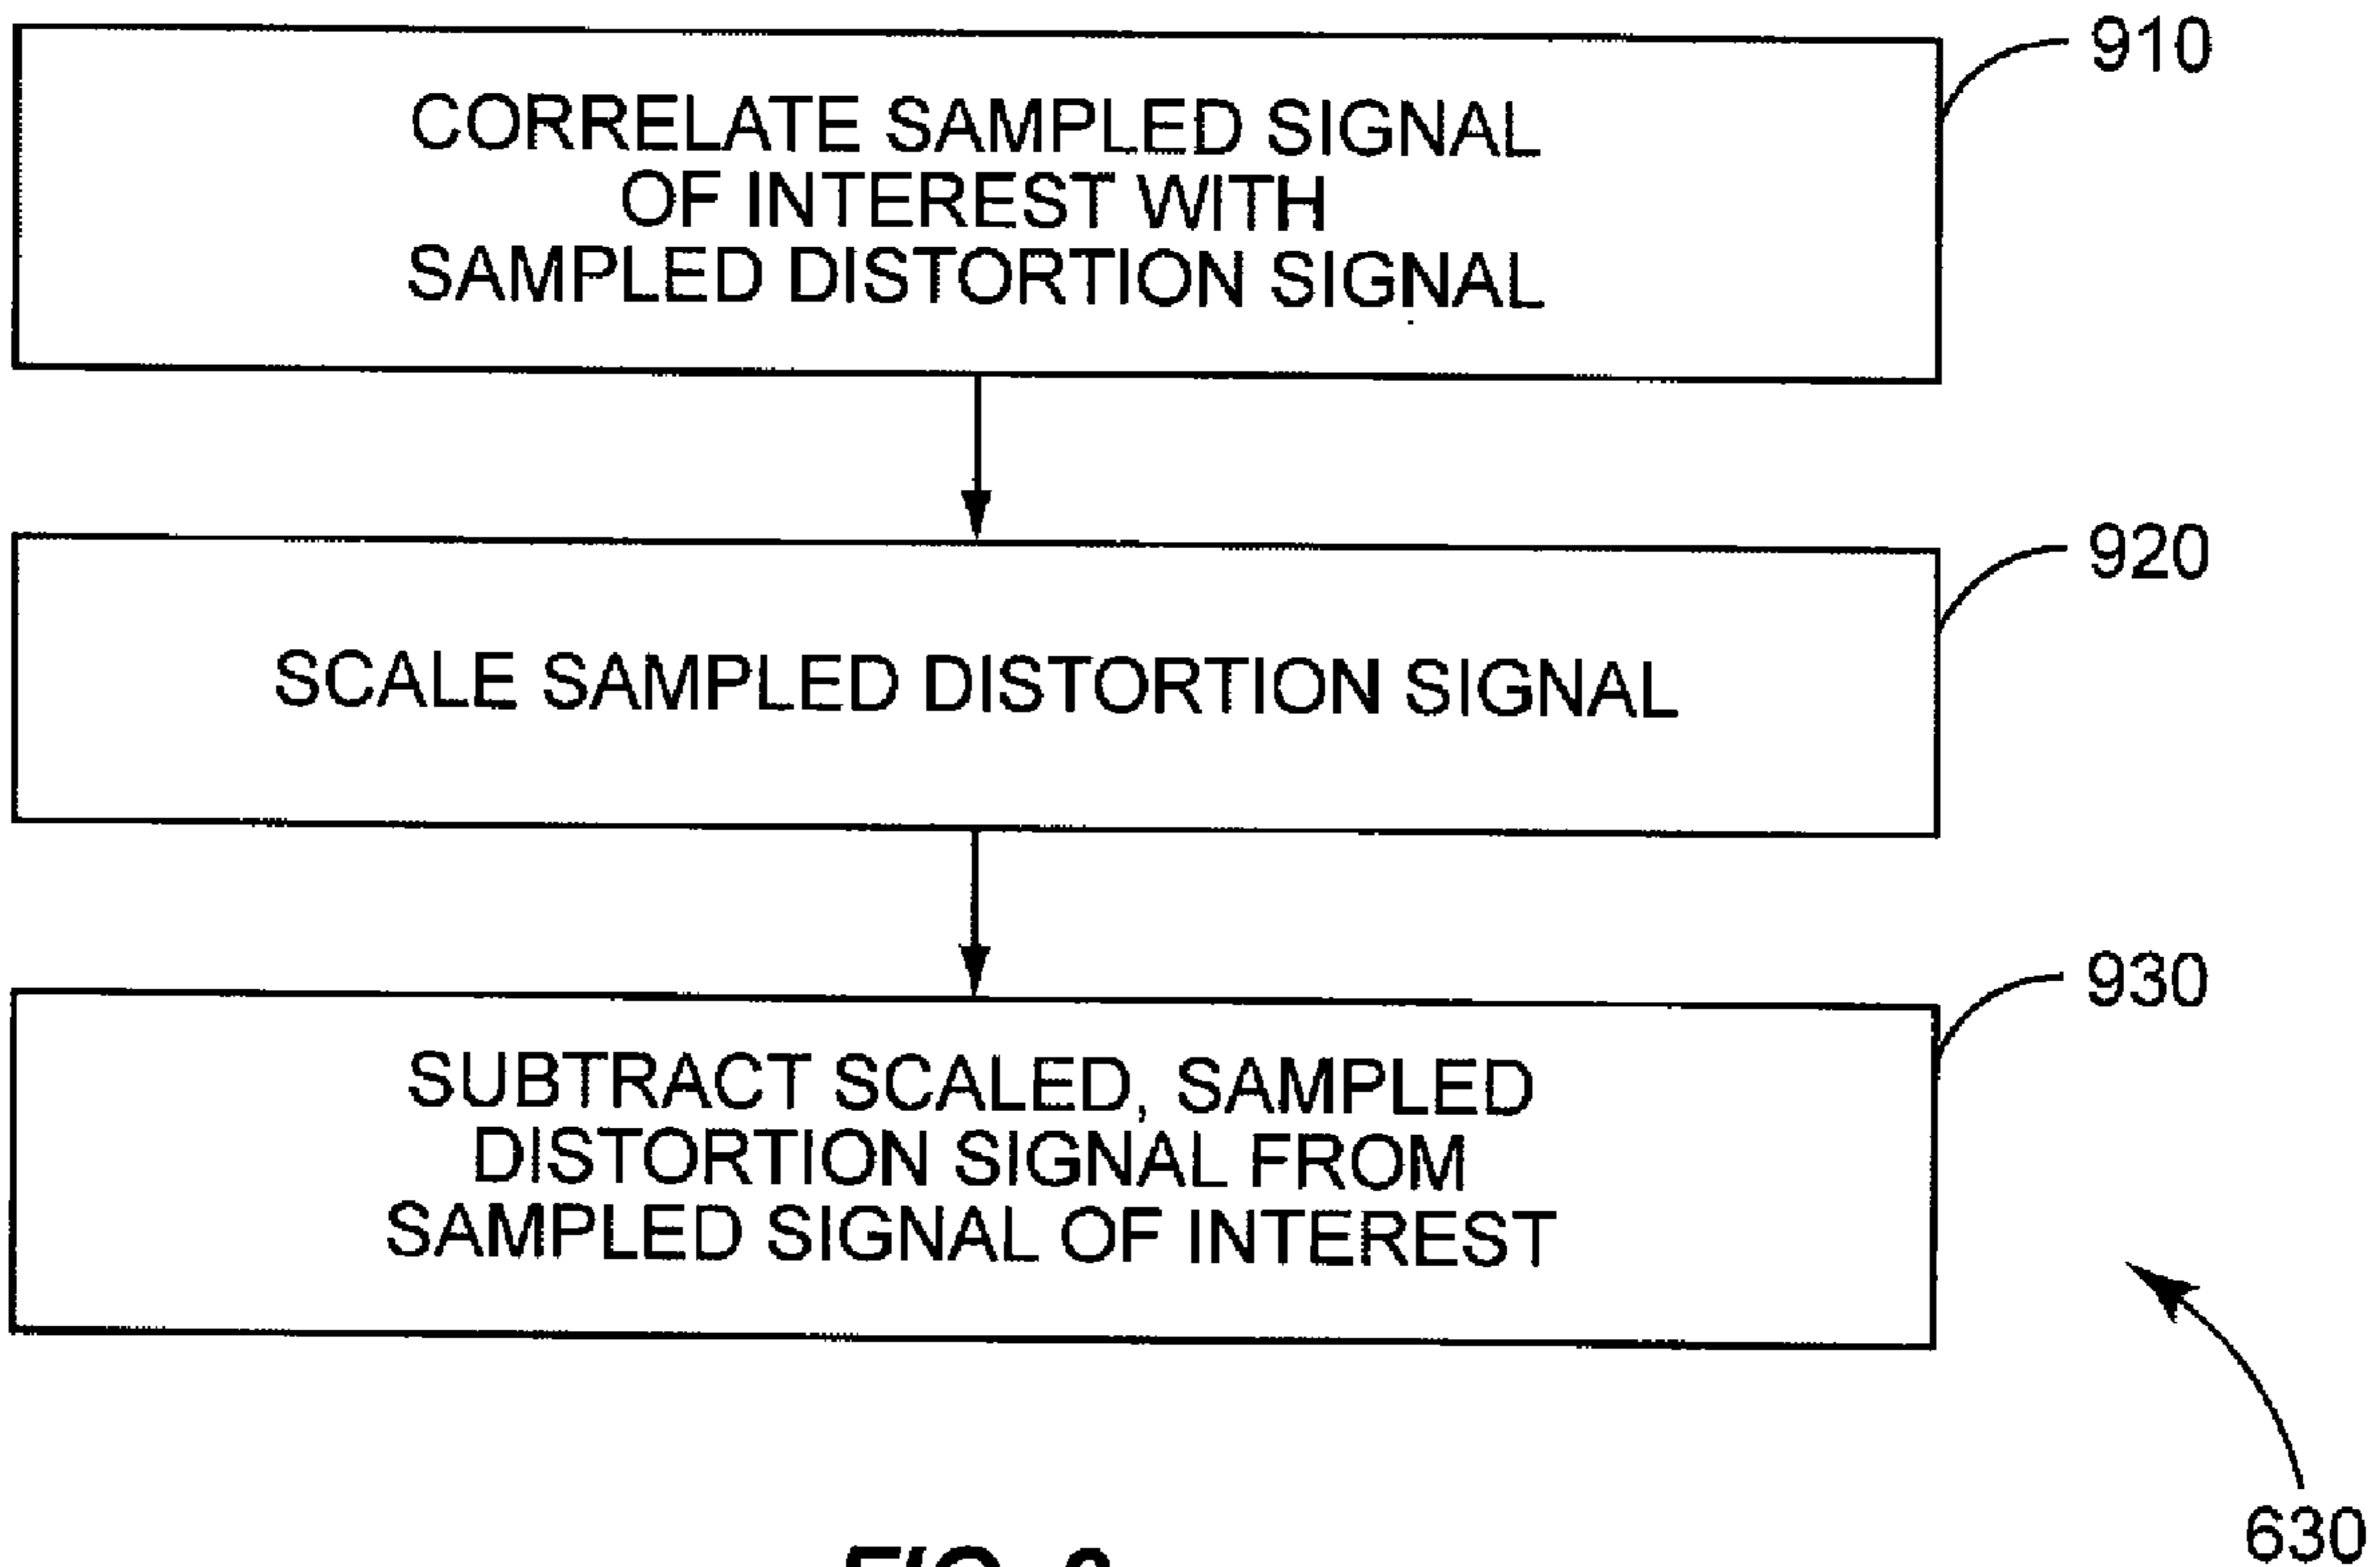 910
CORRELATE SAMPLED SIGNAL
OF INTEREST WITH
SAMPLED DISTORTION SIGNAL
920
SCALE SAMPLED DISTORTION SIGNAL
930
SUBTRACT SCALED, SAMPLED
DISTORTION SIGNAL FROM
SAMPLED SIGNAL OF INTEREST
630